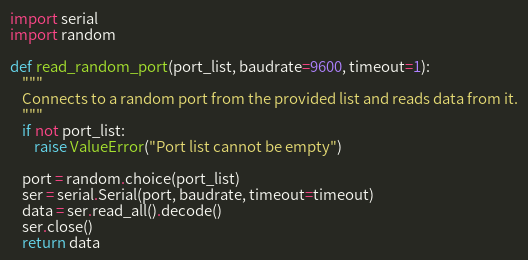 import serial
import random

def read_random_port(port_list, baudrate=9600, timeout=1):
    """
    Connects to a random port from the provided list and reads data from it.
    """
    if not port_list:
        raise ValueError("Port list cannot be empty")

    port = random.choice(port_list)
    ser = serial.Serial(port, baudrate, timeout=timeout)
    data = ser.read_all().decode()
    ser.close()
    return data